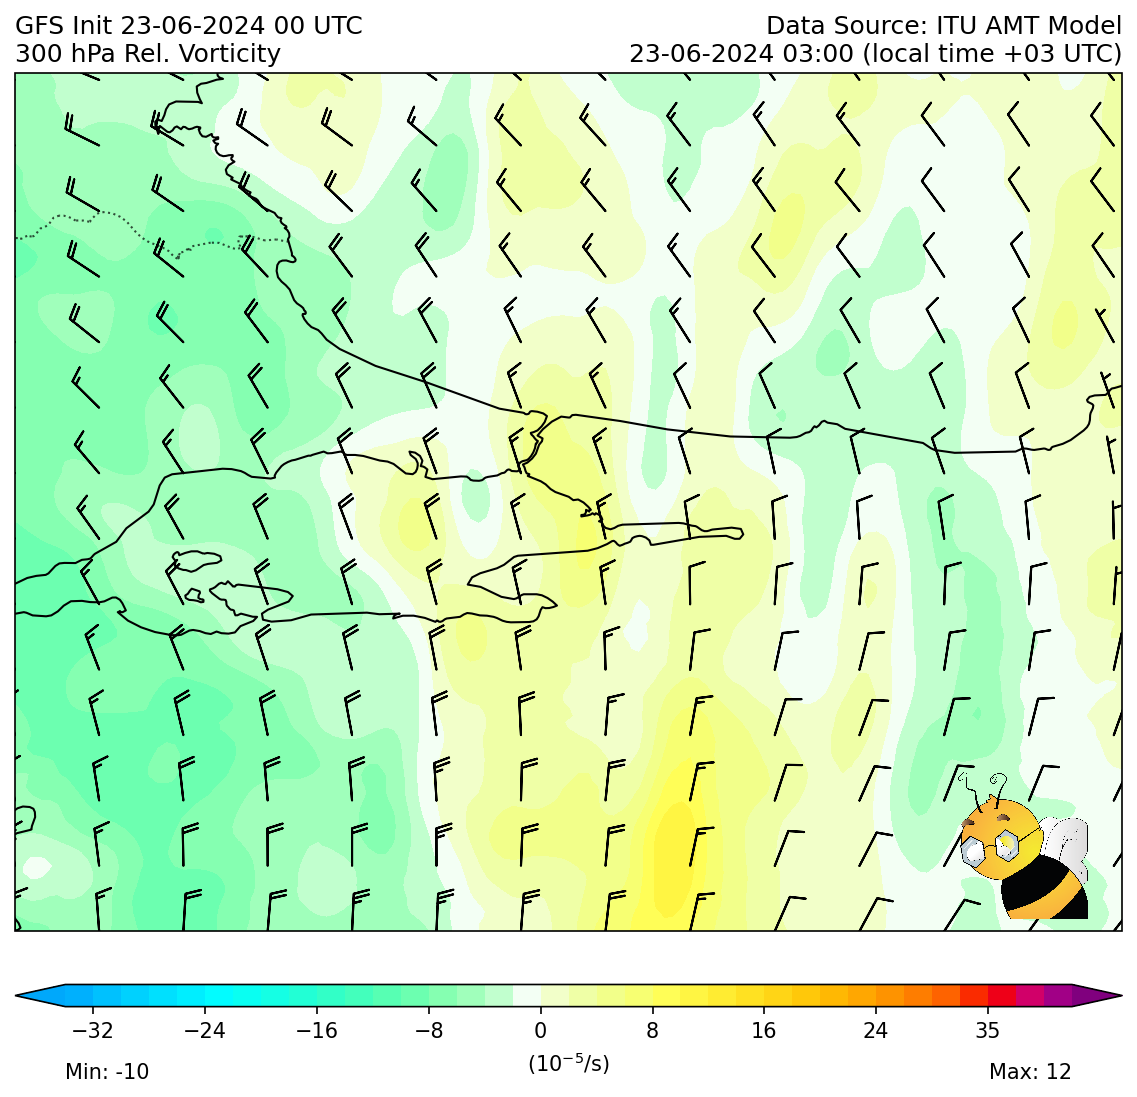 GFS Init 23-06-2024 00 UTC
Data Source: ITU AMT Model
300 hPa Rel. Vorticity
23-06-2024 03:00 (local time +03 UTC)
−32 −24 −16 −8 0 8 16 24 35
(10⁻⁵/s)
Min: -10
Max: 12